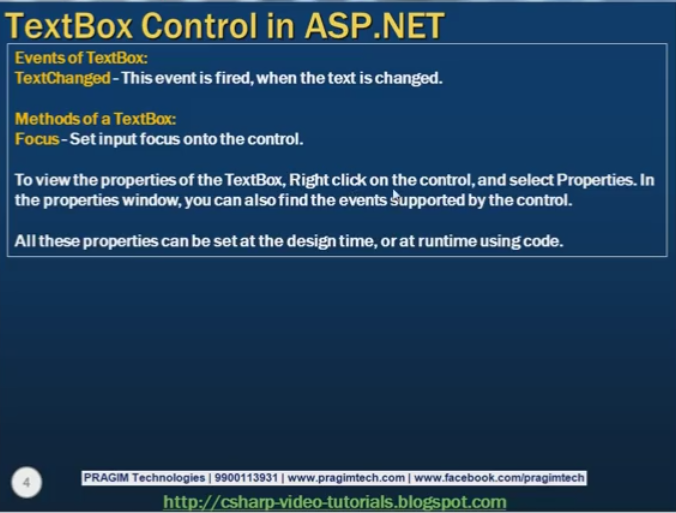 TextBox Control in ASP.NET
Events of TextBox:
TextChanged - This event is fired, when the text is changed.
Methods of a TextBox:
Focus - Set input focus onto the control.
To view the properties of the TextBox, Right click on the control, and select Properties. In
the properties window, you can also find the events supported by the control.
All these properties can be set at the design time, or at runtime using code.
4
PRAGIM Technologies | 9900113931 | www.pragimtech.com | www.facebook.com/pragimtech
http://csharp-video-tutorials.blogspot.com